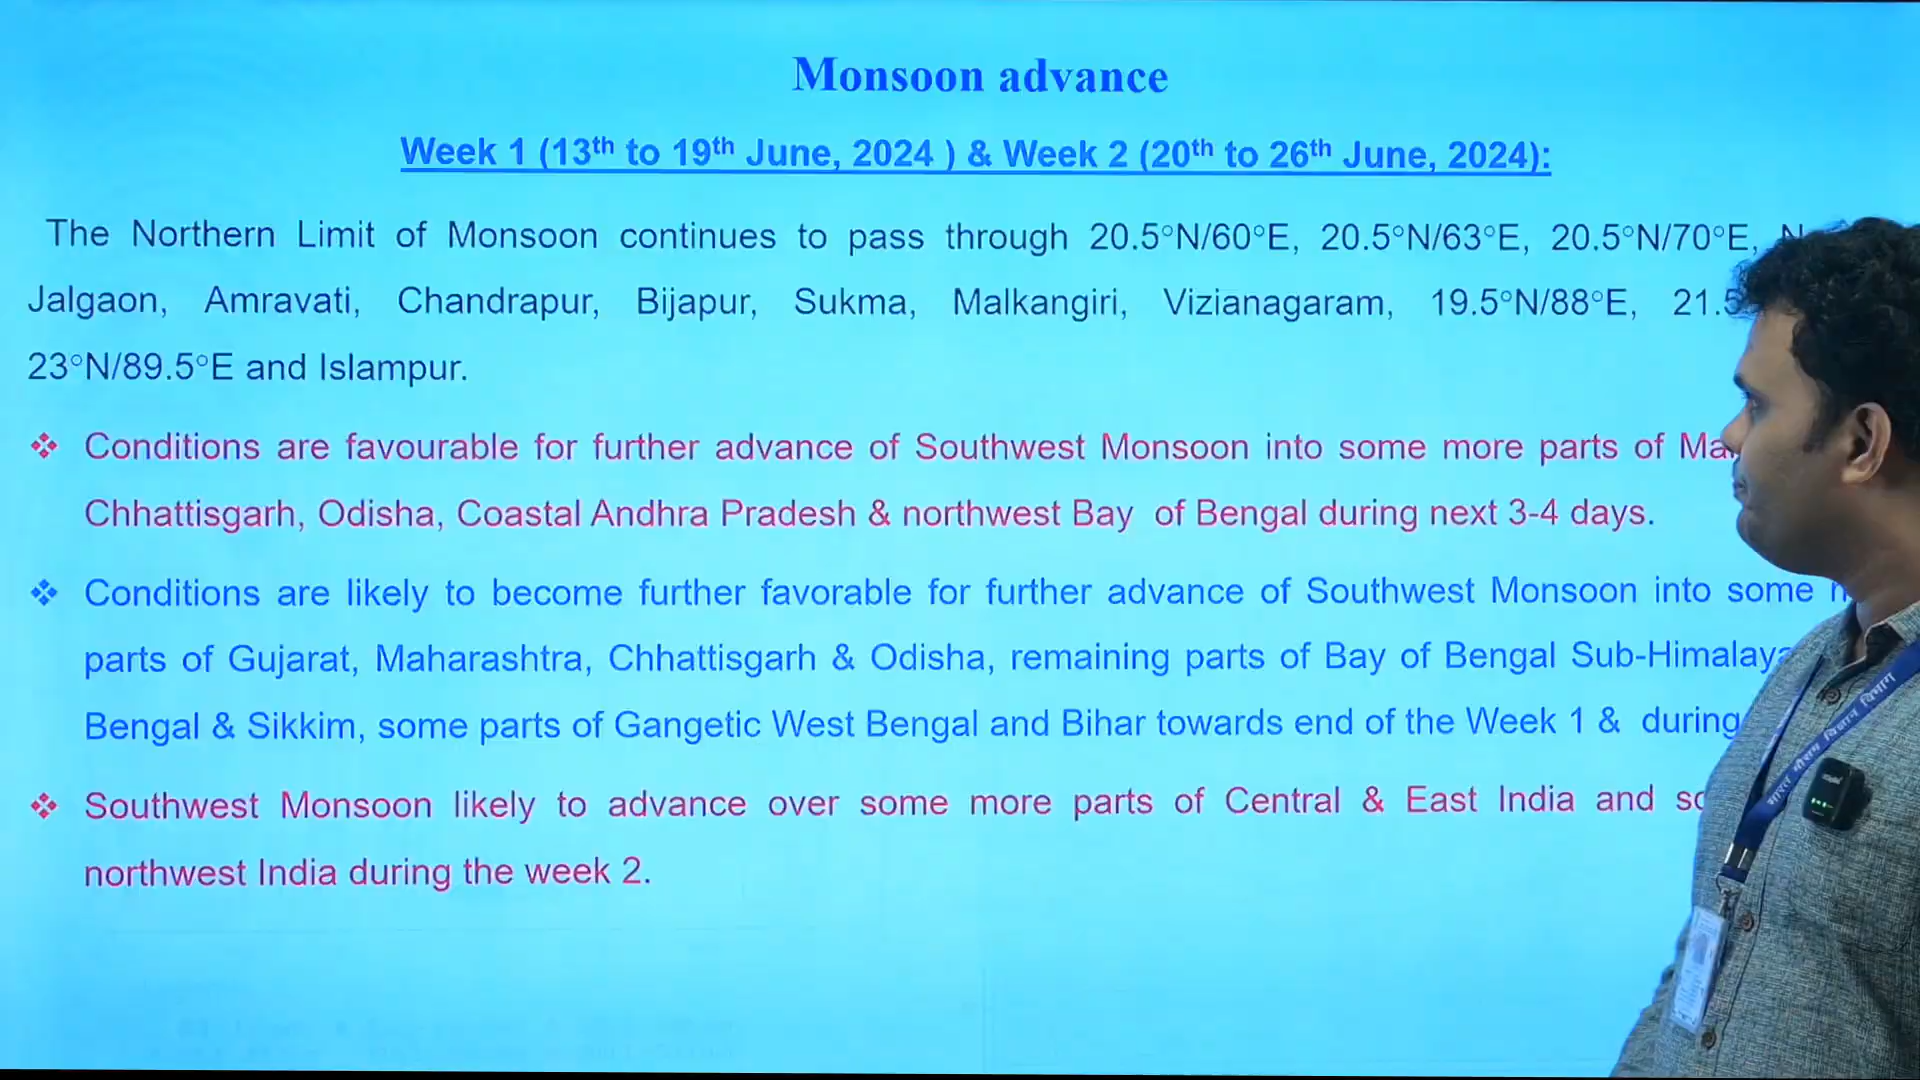 Monsoon advance
Week 1 (13th to 19th June, 2024 ) & Week 2 (20th to 26th June, 2024):
The Northern Limit of Monsoon continues to pass through 20.5°N/60°E, 20.5°N/63°E, 20.5°N/70°E,
Jalgaon, Amravati, Chandrapur, Bijapur, Sukma, Malkangiri, Vizianagaram, 19.5°N/88°E,
23°N/89.5°E and Islampur.
❖ Conditions are favourable for further advance of Southwest Monsoon into some more parts of
Chhattisgarh, Odisha, Coastal Andhra Pradesh & northwest Bay of Bengal during next 3-4 days.
❖ Conditions are likely to become further favorable for further advance of Southwest Monsoon into some
parts of Gujarat, Maharashtra, Chhattisgarh & Odisha, remaining parts of Bay of Bengal
Bengal & Sikkim, some parts of Gangetic West Bengal and Bihar towards end of the Week 1 & during
❖ Southwest Monsoon likely to advance over some more parts of Central & East India and
northwest India during the week 2.
भारत मौसम विज्ञान विभाग